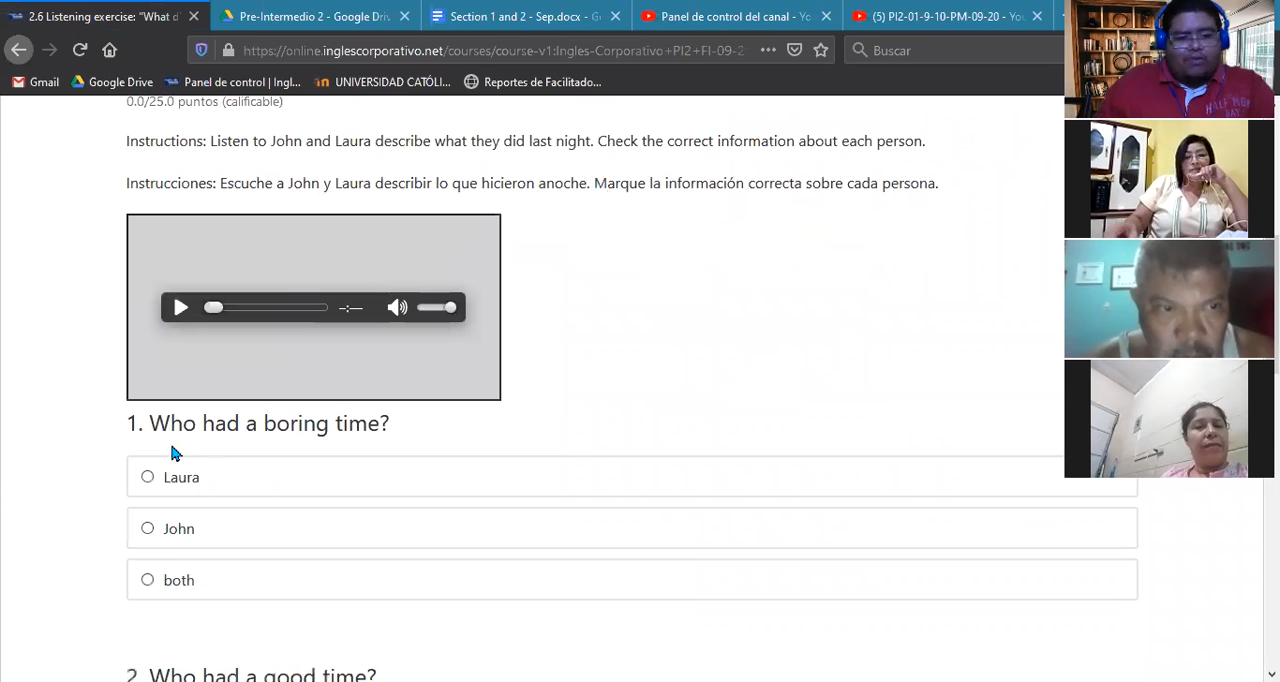 2.6 Listening exercise: "What d
Pre-Intermedio 2 - Google Driv
Section 1 and 2 - Sep.docx - G
Panel de control del canal - Yo
(5) PI2-01-9-10-PM-09-20 - You
https://online.inglescorporativo.net/courses/course-v1:Ingles-Corporativo+PI2+FI-09-2
Buscar
Gmail
Google Drive
Panel de control | Ingl...
UNIVERSIDAD CATÓLI...
Reportes de Facilitado...
0.0/25.0 puntos (calificable)
Instructions: Listen to John and Laura describe what they did last night. Check the correct information about each person.
Instrucciones: Escuche a John y Laura describir lo que hicieron anoche. Marque la información correcta sobre cada persona.
-:--
1. Who had a boring time?
Laura
John
both
2. Who had a good time?